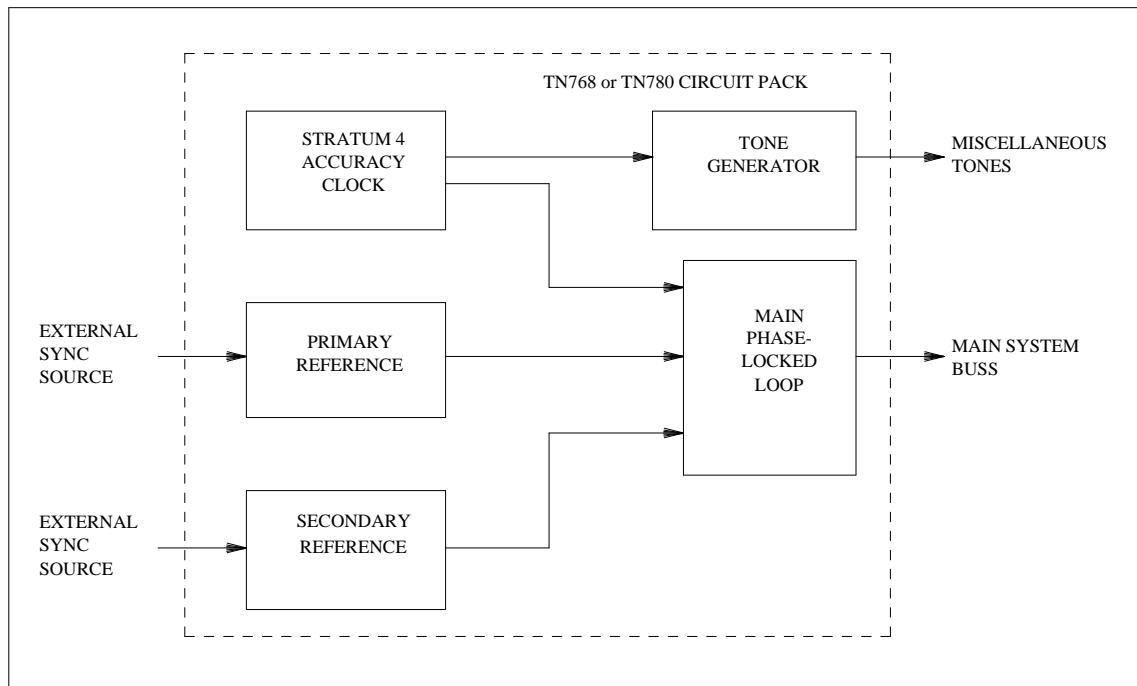 TN768 or TN780 CIRCUIT PACK
STRATUM 4
ACCURACY
CLOCK
TONE
GENERATOR
MISCELLANEOUS
TONES
EXTERNAL
SYNC
SOURCE
PRIMARY
REFERENCE
MAIN
PHASE-
LOCKED
LOOP
MAIN SYSTEM
BUSS
EXTERNAL
SYNC
SOURCE
SECONDARY
REFERENCE